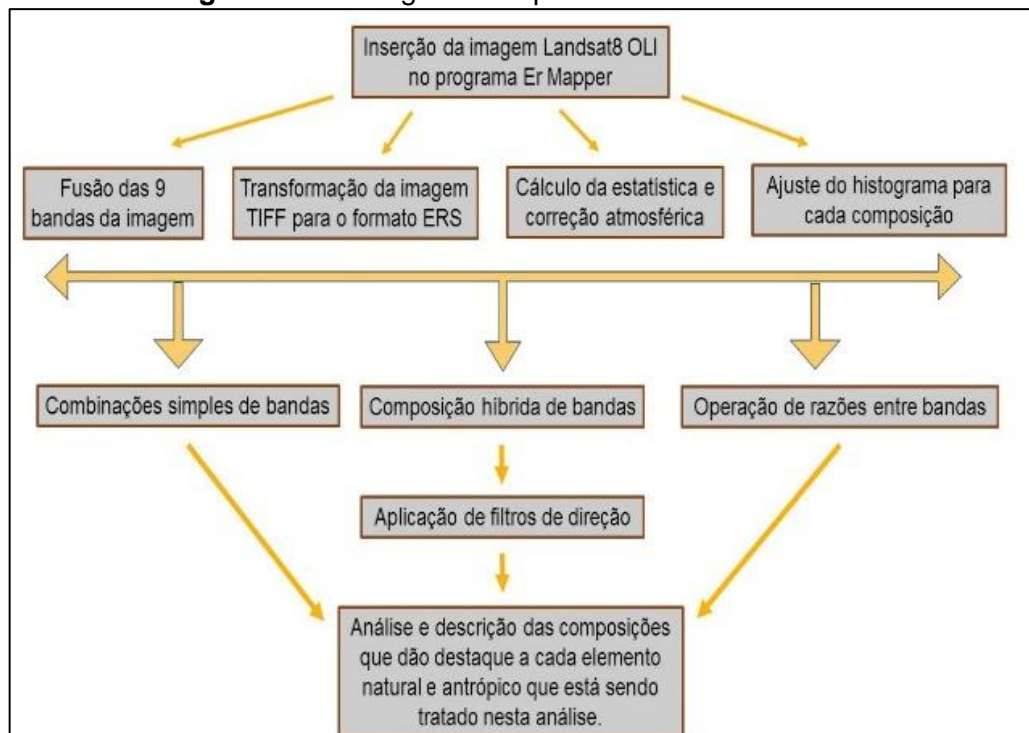 Inserção da imagem Landsat8 OLI
no programa Er Mapper
Fusão das 9
bandas da imagem
Transformação da imagem
TIFF para o formato ERS
Cálculo da estatística e
correção atmosférica
Ajuste do histograma para
cada composição
Combinações simples de bandas
Composição híbrida de bandas
Operação de razões entre bandas
Aplicação de filtros de direção
Análise e descrição das composições
que dão destaque a cada elemento
natural e antrópico que está sendo
tratado nesta análise.